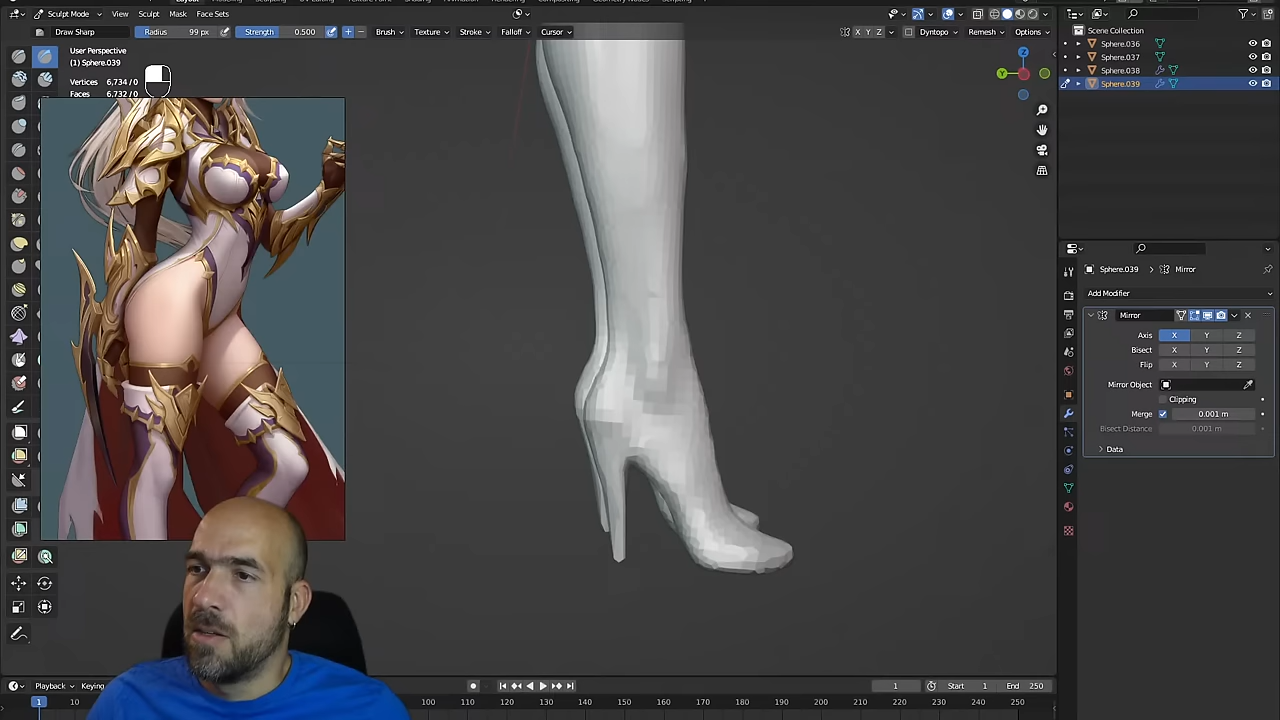 Sculpt Mode View Sculpt Mask Face Sets
Draw Sharp Radius 99 px Strength 0.500 Brush Texture Stroke Falloff Cursor X Y Z Dyntopo Remesh Options
User Perspective
(1) Sphere.039
Vertices 6,734/0
Faces 6,732/0
Z
Y
Scene Collection
Sphere.036
Sphere.037
Sphere.038
Sphere.039
Sphere.039 > Mirror
Add Modifier
Mirror
Axis X Y Z
Bisect X Y Z
Flip X Y Z
Mirror Object
Clipping
Merge 0.001 m
Bisect Distance 0.001 m
Data
Playback Keying 1 Start 1 End 250
1 10 100 110 120 130 140 150 160 170 180 190 200 210 220 230 240 250